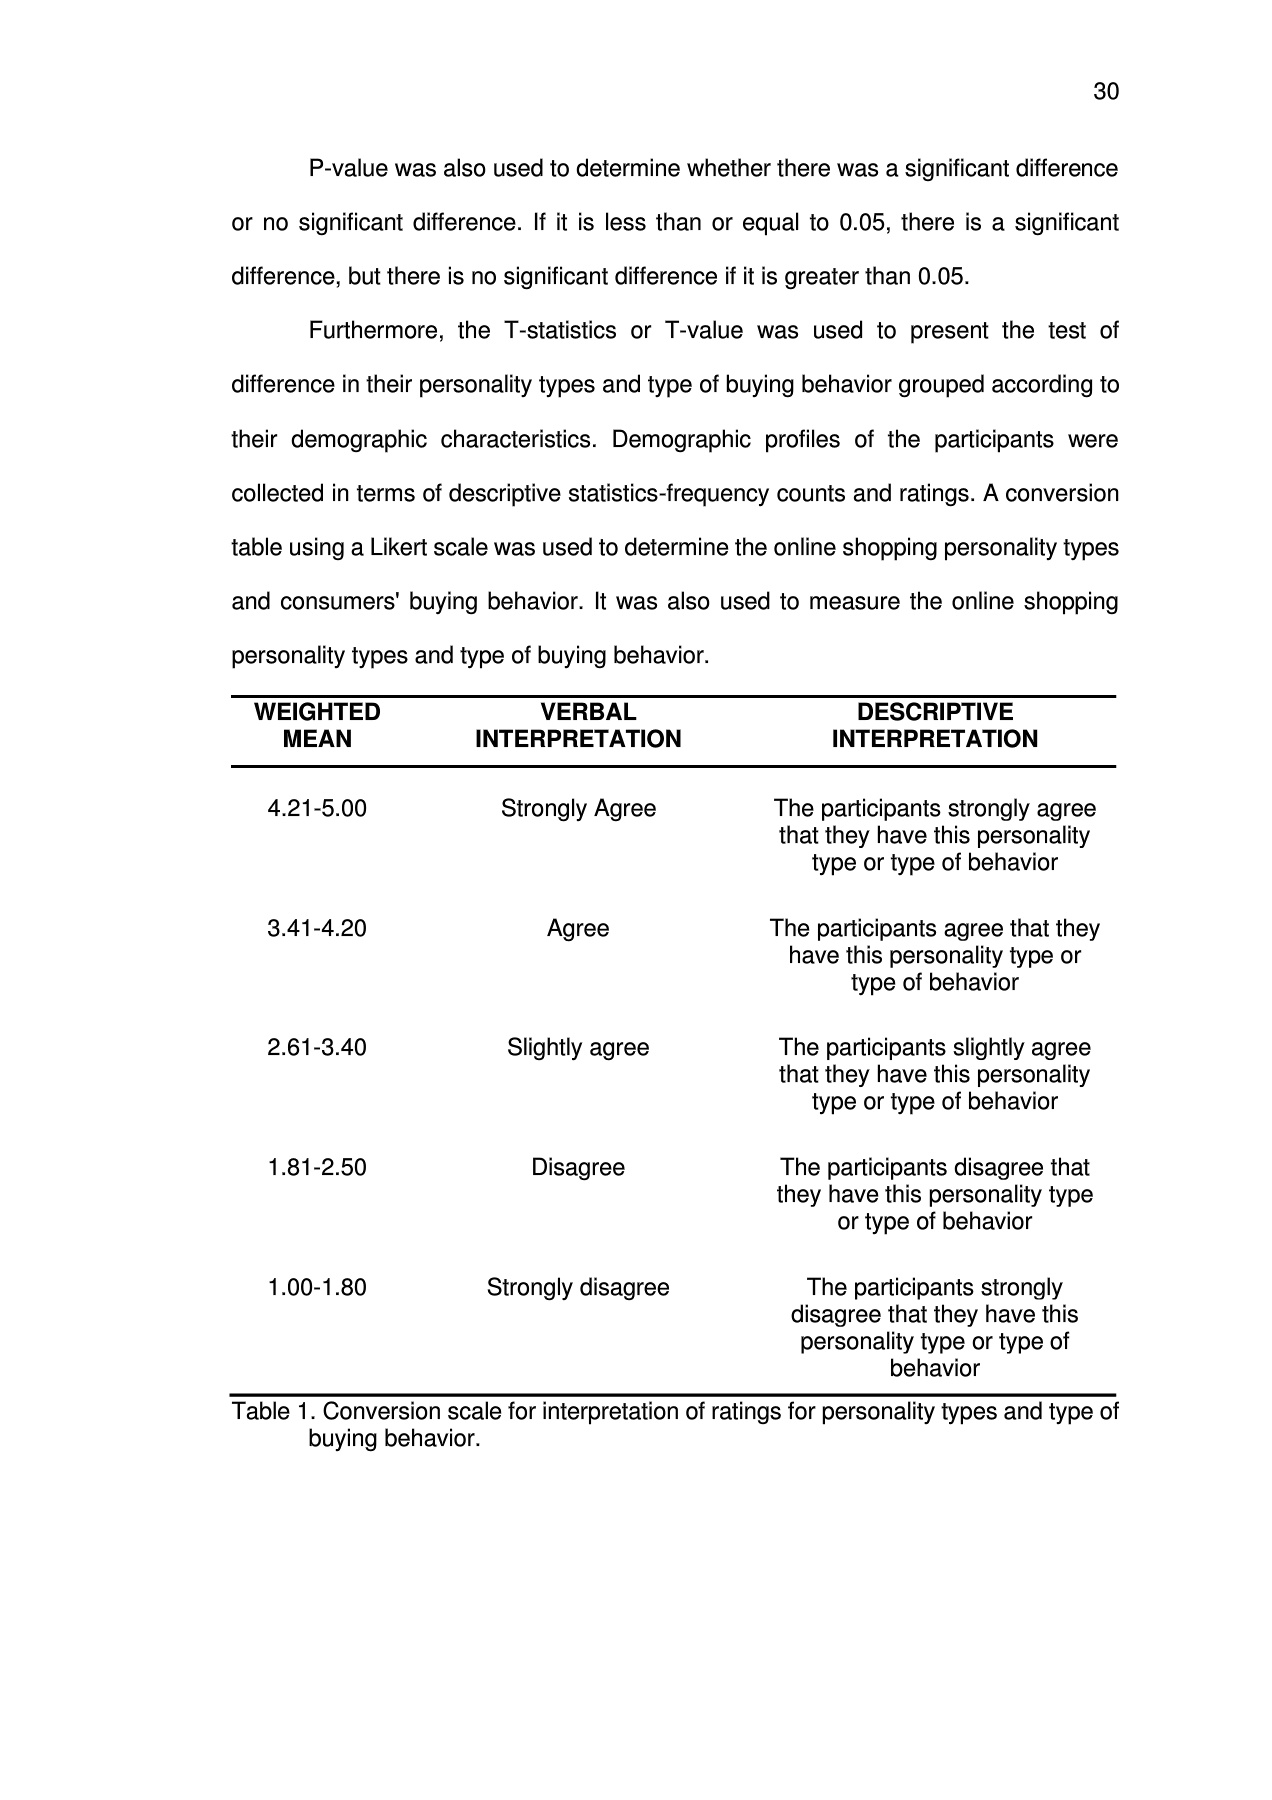 30
P-value was also used to determine whether there was a significant difference
or no significant difference. If it is less than or equal to 0.05, there is a significant
difference, but there is no significant difference if it is greater than 0.05.
Furthermore, the T-statistics or T-value was used to present the test of
difference in their personality types and type of buying behavior grouped according to
their demographic characteristics. Demographic profiles of the participants were
collected in terms of descriptive statistics-frequency counts and ratings. A conversion
table using a Likert scale was used to determine the online shopping personality types
and consumers' buying behavior. It was also used to measure the online shopping
personality types and type of buying behavior.
WEIGHTED MEAN VERBAL INTERPRETATION DESCRIPTIVE INTERPRETATION
4.21-5.00 Strongly Agree The participants strongly agree
that they have this personality
type or type of behavior
3.41-4.20 Agree The participants agree that they
have this personality type or
type of behavior
2.61-3.40 Slightly agree The participants slightly agree
that they have this personality
type or type of behavior
1.81-2.50 Disagree The participants disagree that
they have this personality type
or type of behavior
1.00-1.80 Strongly disagree The participants strongly
disagree that they have this
personality type or type of
behavior
Table 1. Conversion scale for interpretation of ratings for personality types and type of
buying behavior.